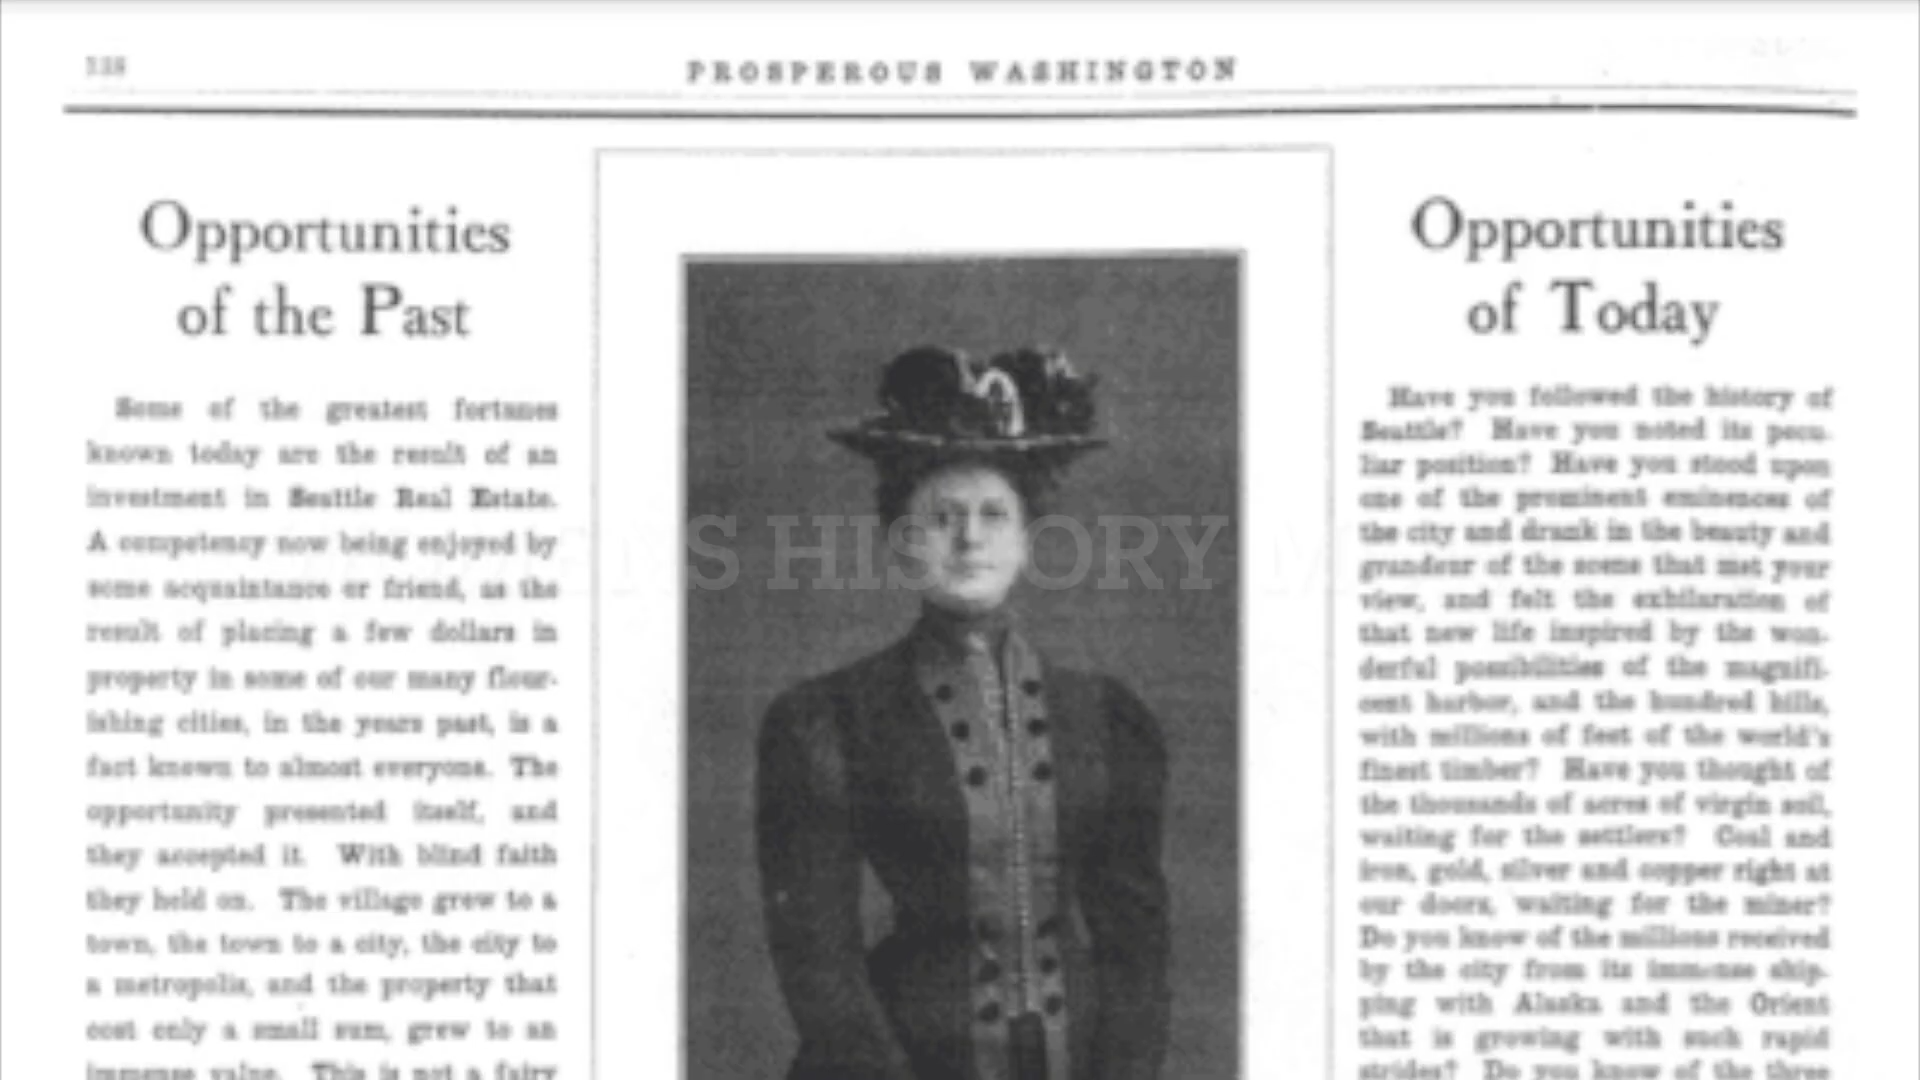 138
PROSPEROUS WASHINGTON
Opportunities
of the Past
Some of the greatest fortunes
known today are the result of an
investment in Seattle Real Estate.
A competency now being enjoyed by
some acquaintance or friend, as the
result of placing a few dollars in
property in some of our many flour-
ishing cities, in the years past, is a
fact known to almost everyone. The
opportunity presented itself, and
they accepted it. With blind faith
they held on. The village grew to a
town, the town to a city, the city to
a metropolis, and the property that
cost only a small sum, grew to an
immense value. This is not a fairy
S HISTORY
Opportunities
of Today
Have you followed the history of
Seattle? Have you noted its pecu-
liar position? Have you stood upon
one of the prominent eminences of
the city and drank in the beauty and
grandeur of the scene that met your
view, and felt the exhilaration of
that new life inspired by the won-
derful possibilities of the magnifi-
cent harbor, and the hundred hills,
with millions of feet of the world's
finest timber? Have you thought of
the thousands of acres of virgin soil,
waiting for the settlers? Coal and
iron, gold, silver and copper right at
our doors, waiting for the miner?
Do you know of the millions received
by the city from its immense ship-
ping with Alaska and the Orient
that is growing with such rapid
strides? Do you know of the three